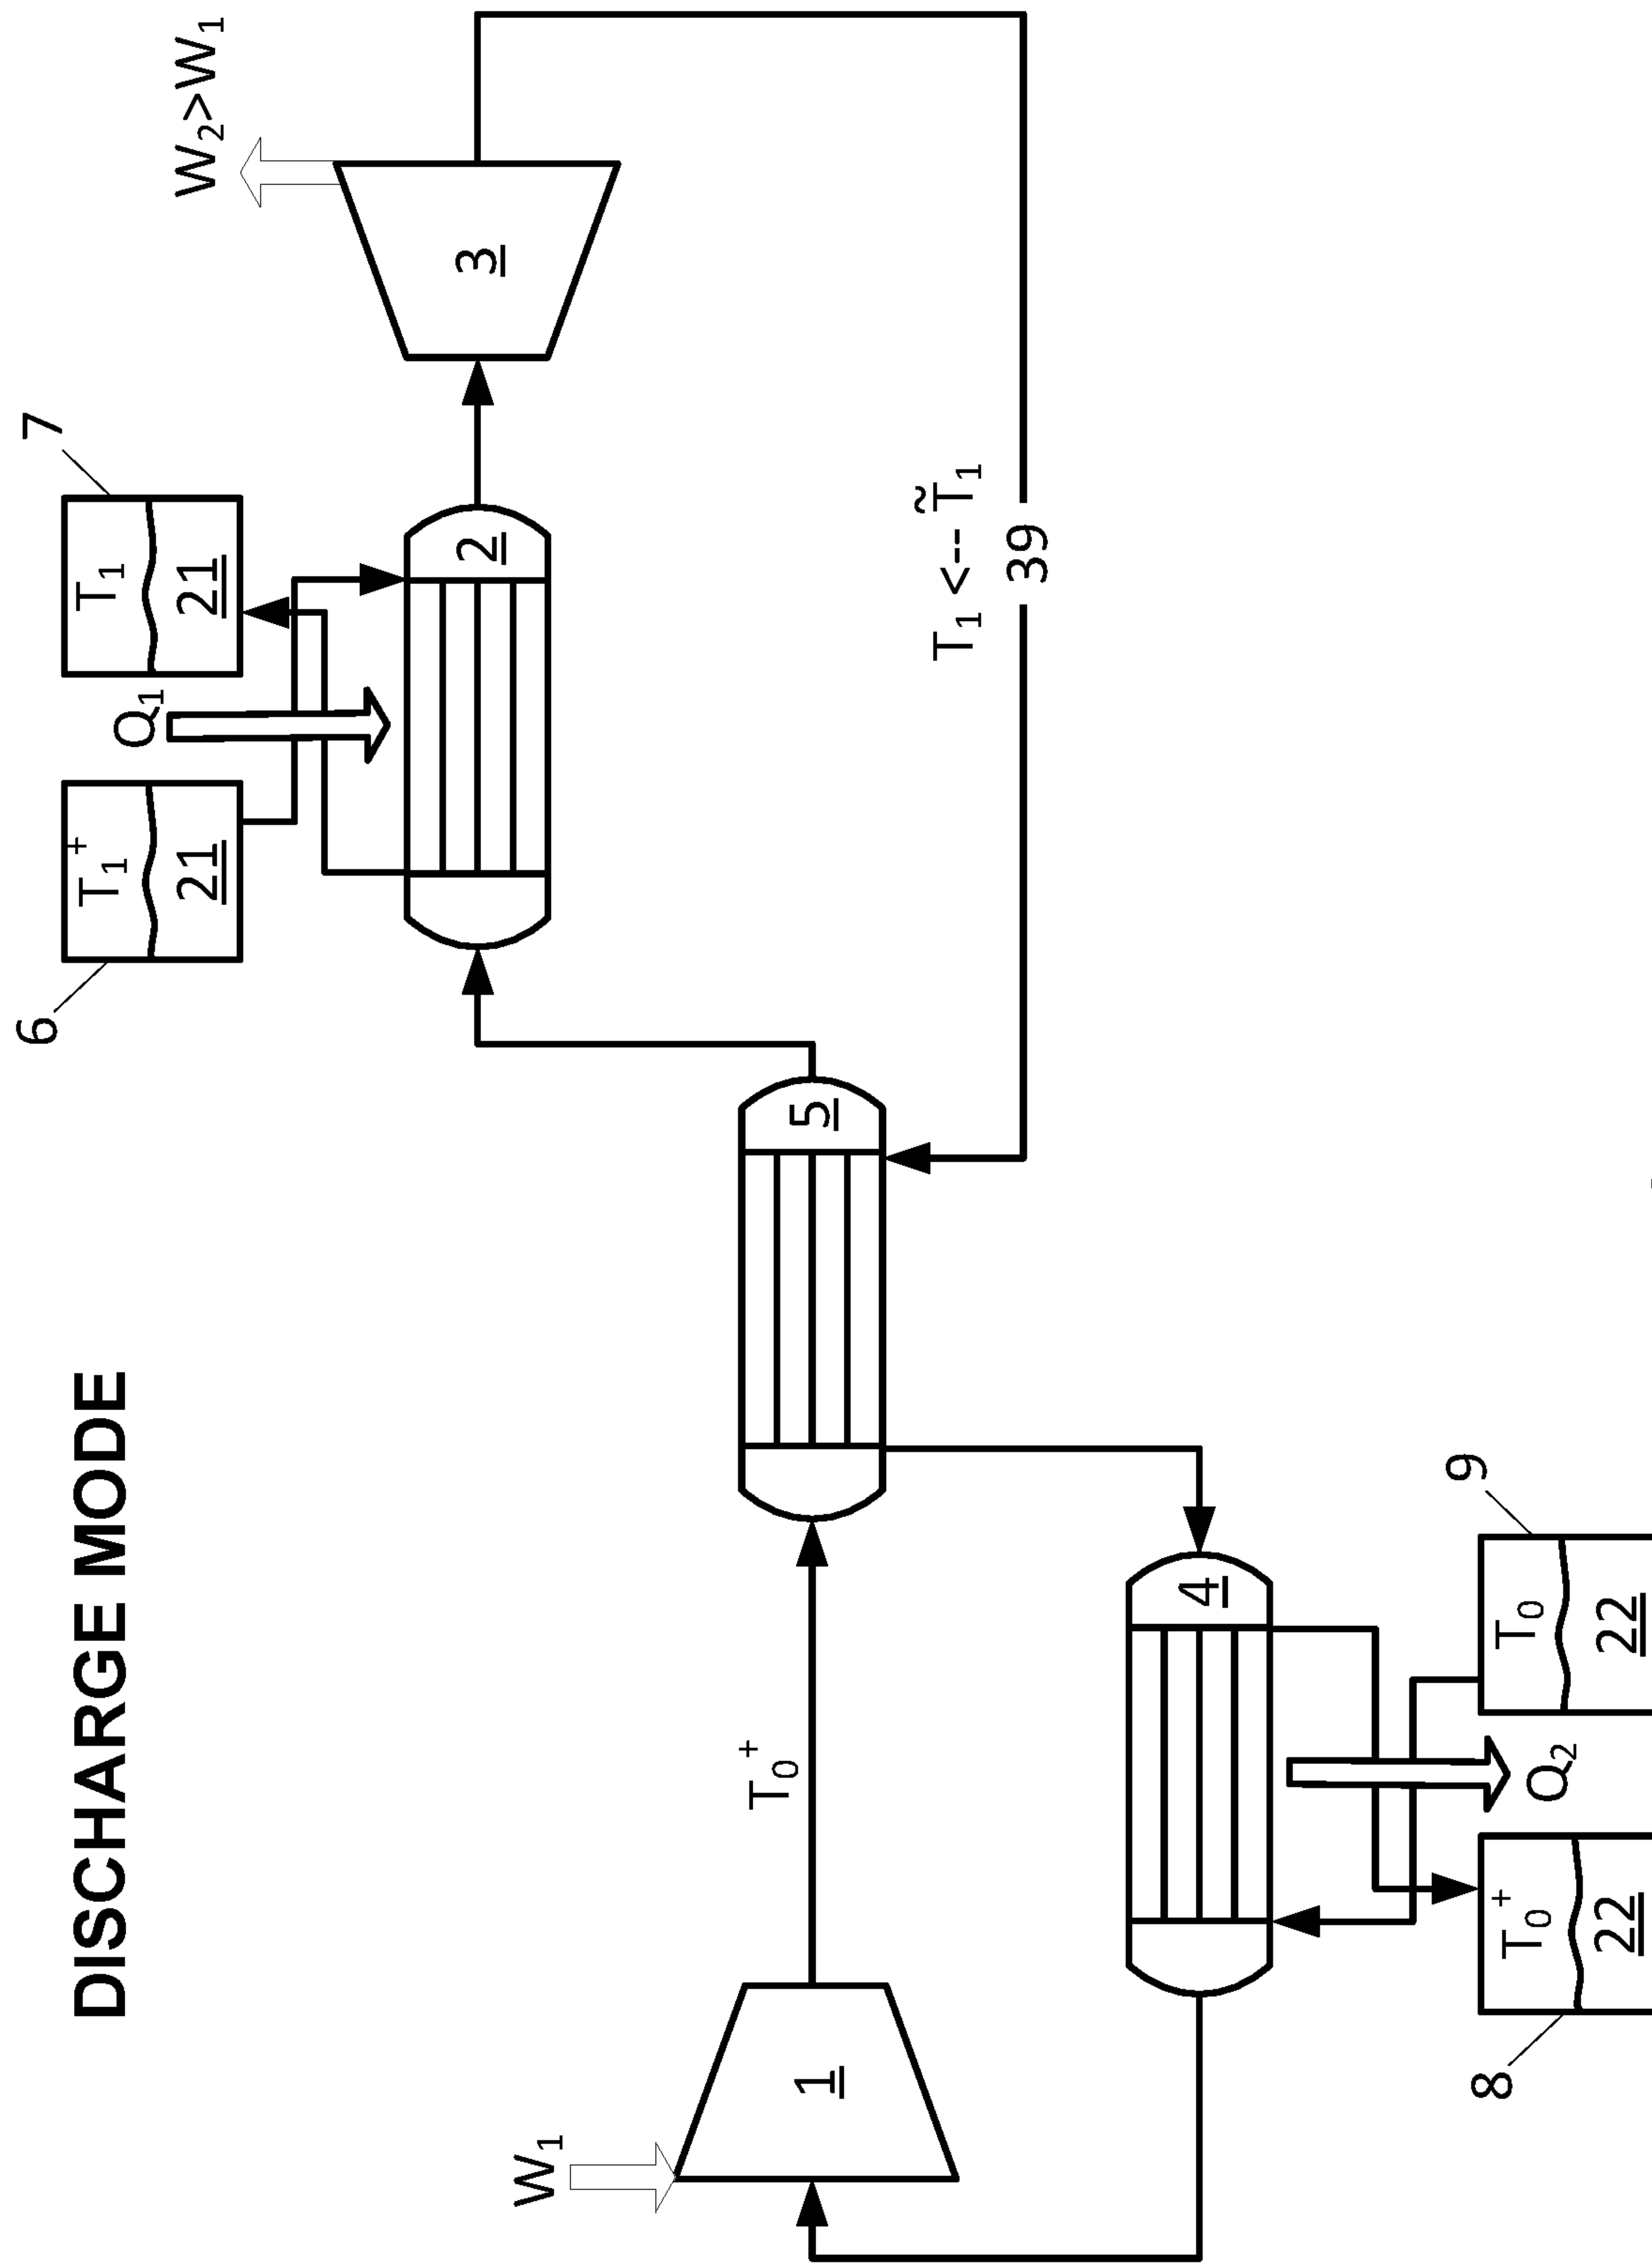 DISCHARGE MODE
6
T₁⁺
21
Q₁
T₁
21
7
2
W₂>W₁
3
W₁
1
T₀⁺
5
T₁ <-- T̃₁
39
4
8
T₀⁺
22
Q₂
T₀
22
9